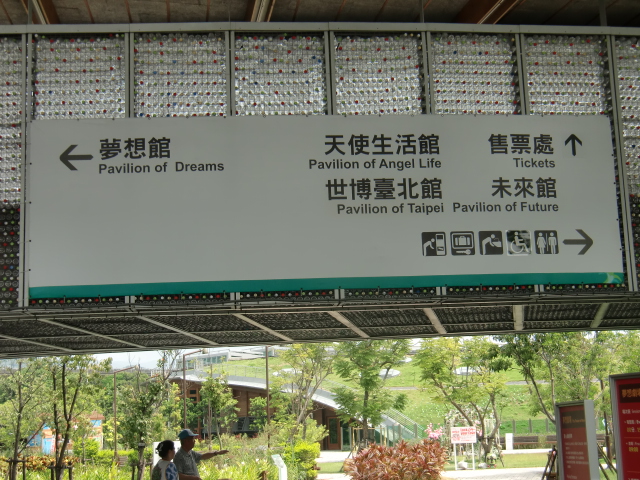 ← 夢想館
Pavilion of Dreams
天使生活館
Pavilion of Angel Life
世博臺北館
Pavilion of Taipei
售票處 ↑
Tickets
未來館
Pavilion of Future
→